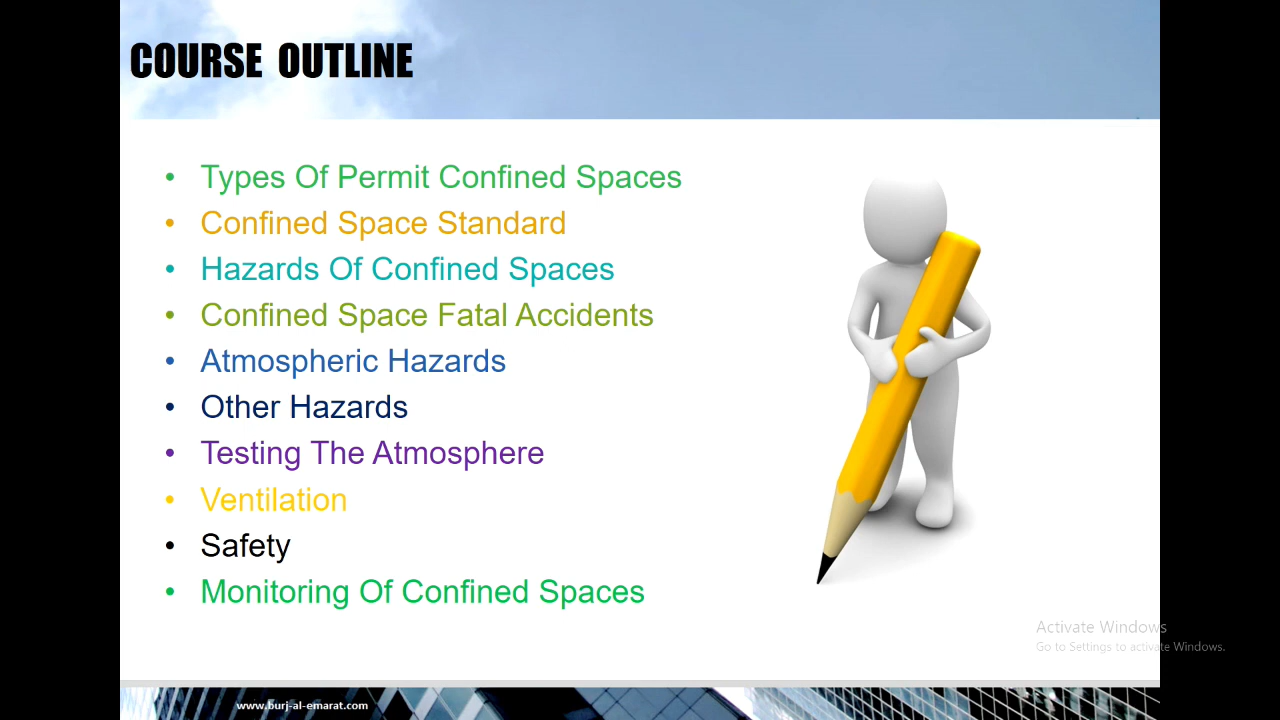 COURSE OUTLINE
• Types Of Permit Confined Spaces
• Confined Space Standard
• Hazards Of Confined Spaces
• Confined Space Fatal Accidents
• Atmospheric Hazards
• Other Hazards
• Testing The Atmosphere
• Ventilation
• Safety
• Monitoring Of Confined Spaces
Activate Windows
Go to Settings to activate Windows.
www.burj-al-emarat.com